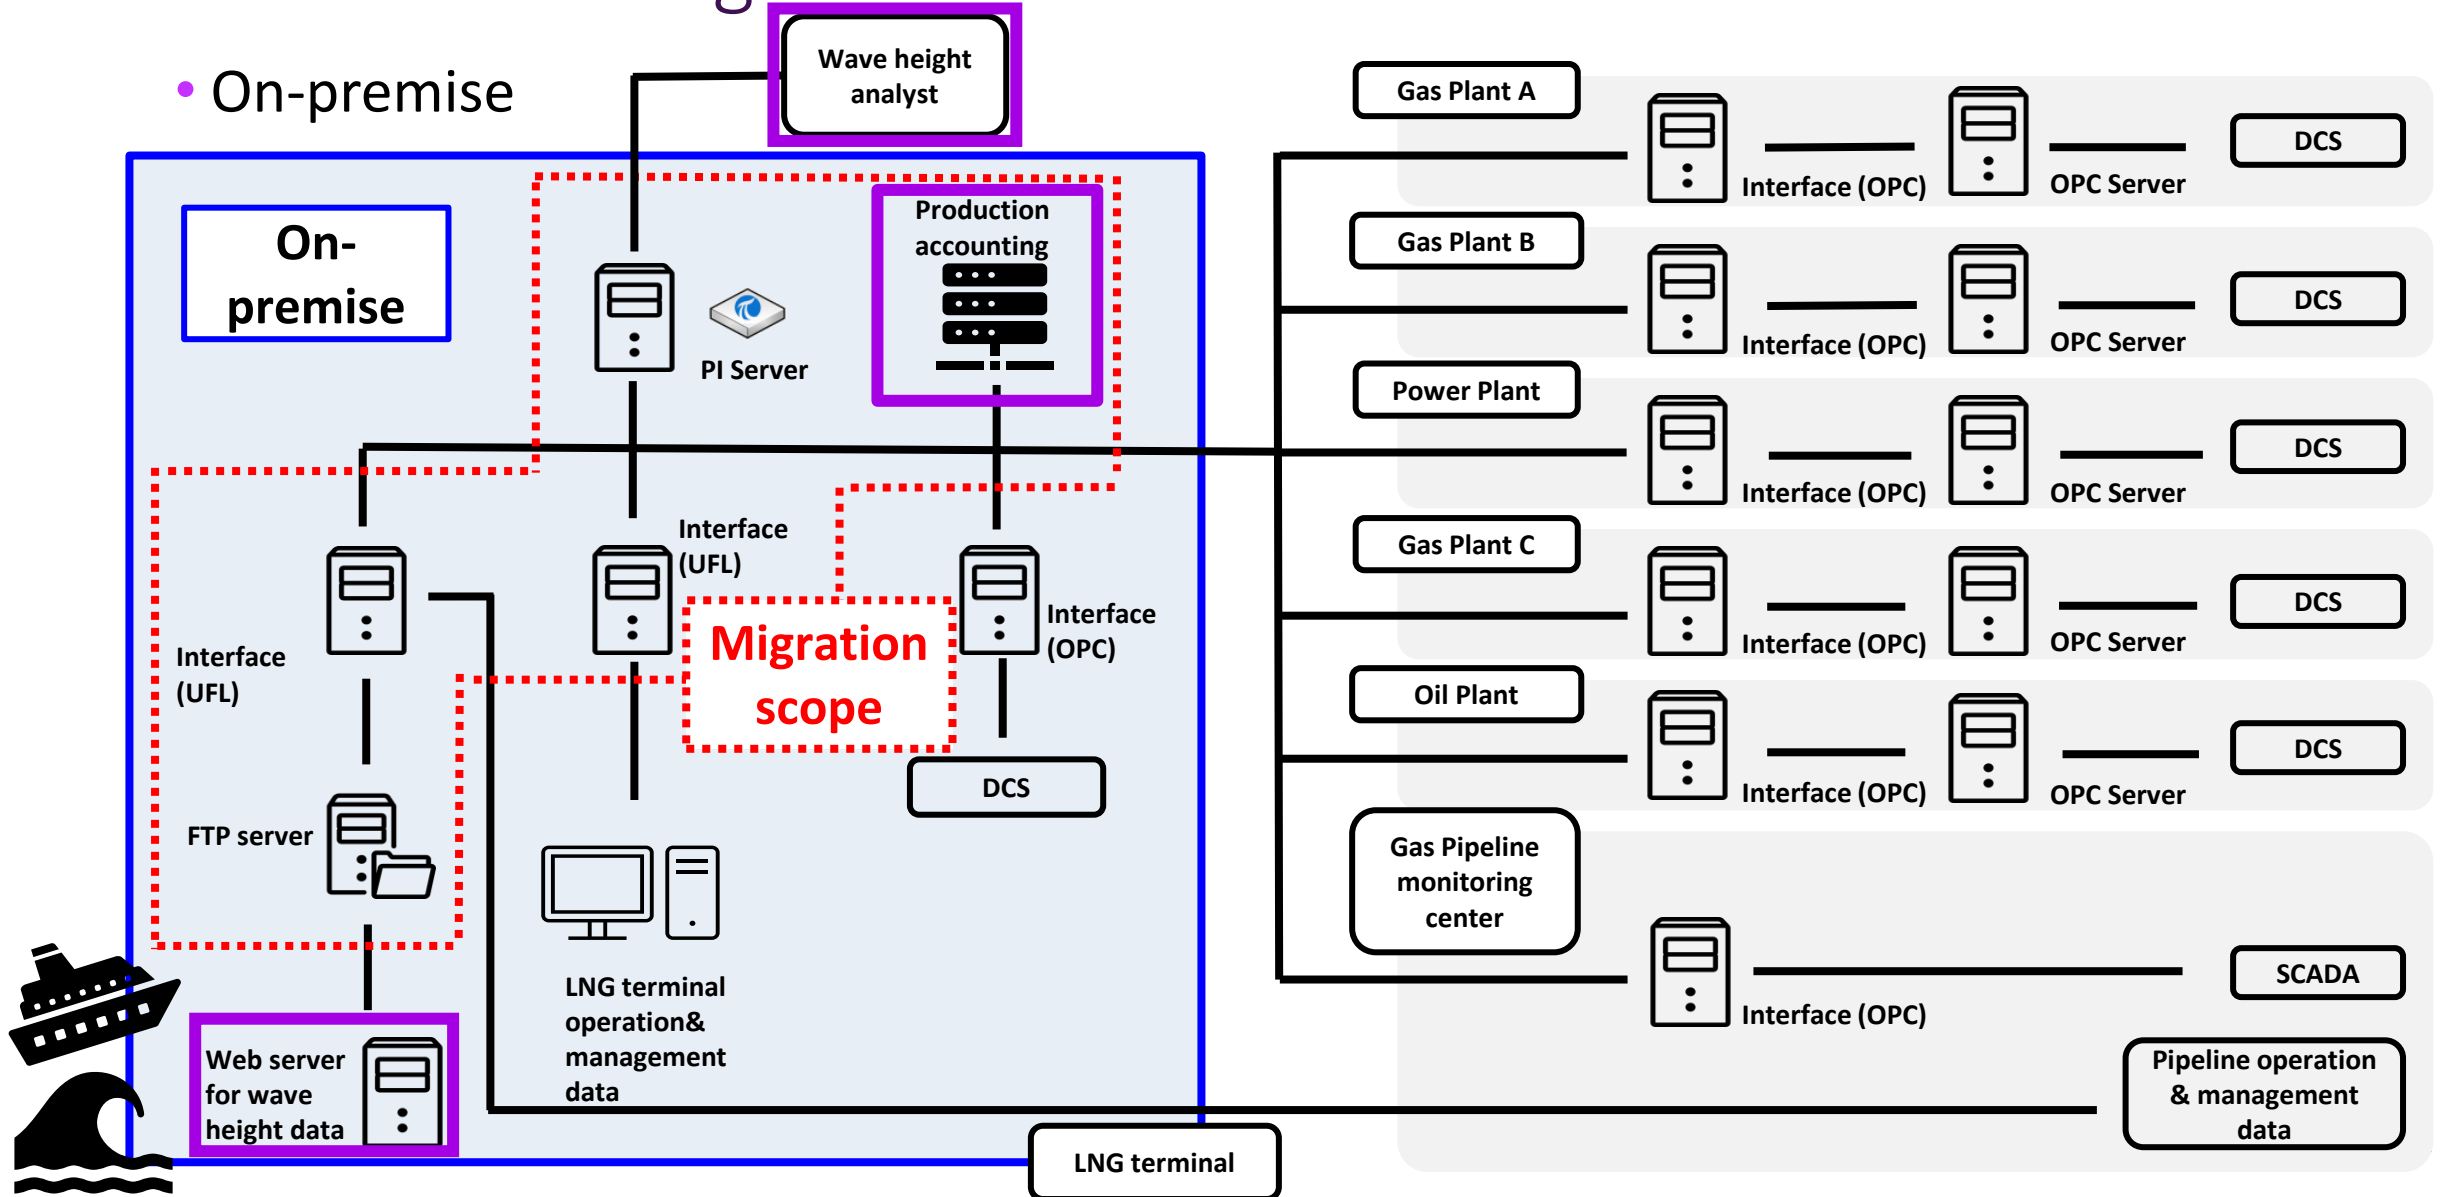 • On-premise
Wave height
analyst
On-
premise
Production
accounting
PI Server
Interface
(UFL)
Interface
(UFL)
Migration
scope
Interface
(OPC)
DCS
FTP server
LNG terminal
operation&
management
data
Web server
for wave
height data
LNG terminal
Gas Plant A
Interface (OPC)
OPC Server
DCS
Gas Plant B
Interface (OPC)
OPC Server
DCS
Power Plant
Interface (OPC)
OPC Server
DCS
Gas Plant C
Interface (OPC)
OPC Server
DCS
Oil Plant
Interface (OPC)
OPC Server
DCS
Gas Pipeline
monitoring
center
Interface (OPC)
SCADA
Pipeline operation
& management
data